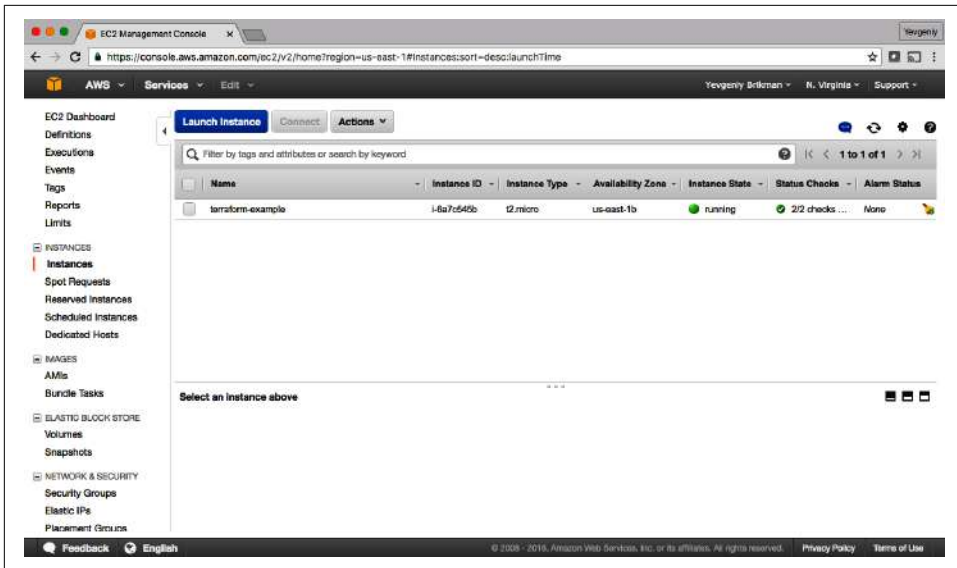 EC2 Management Console
Yevgeniy
https://console.aws.amazon.com/ec2/v2/home?region=us-east-1#Instances:sort=desc:launchTime
AWS Services Edit Yevgeniy Brikman N. Virginia Support
EC2 Dashboard
Definitions
Executions
Events
Tags
Reports
Limits
INSTANCES
Instances
Spot Requests
Reserved Instances
Scheduled Instances
Dedicated Hosts
IMAGES
AMIs
Bundle Tasks
ELASTIC BLOCK STORE
Volumes
Snapshots
NETWORK & SECURITY
Security Groups
Elastic IPs
Placement Groups
Launch Instance Connect Actions
Filter by tags and attributes or search by keyword 1 to 1 of 1
Name Instance ID Instance Type Availability Zone Instance State Status Checks Alarm Status
terraform-example t2.micro us-east-1b running 2/2 checks ... None
Select an instance above
Feedback English © 2008 - 2016, Amazon Web Services, Inc. or its affiliates. All rights reserved. Privacy Policy Terms of Use